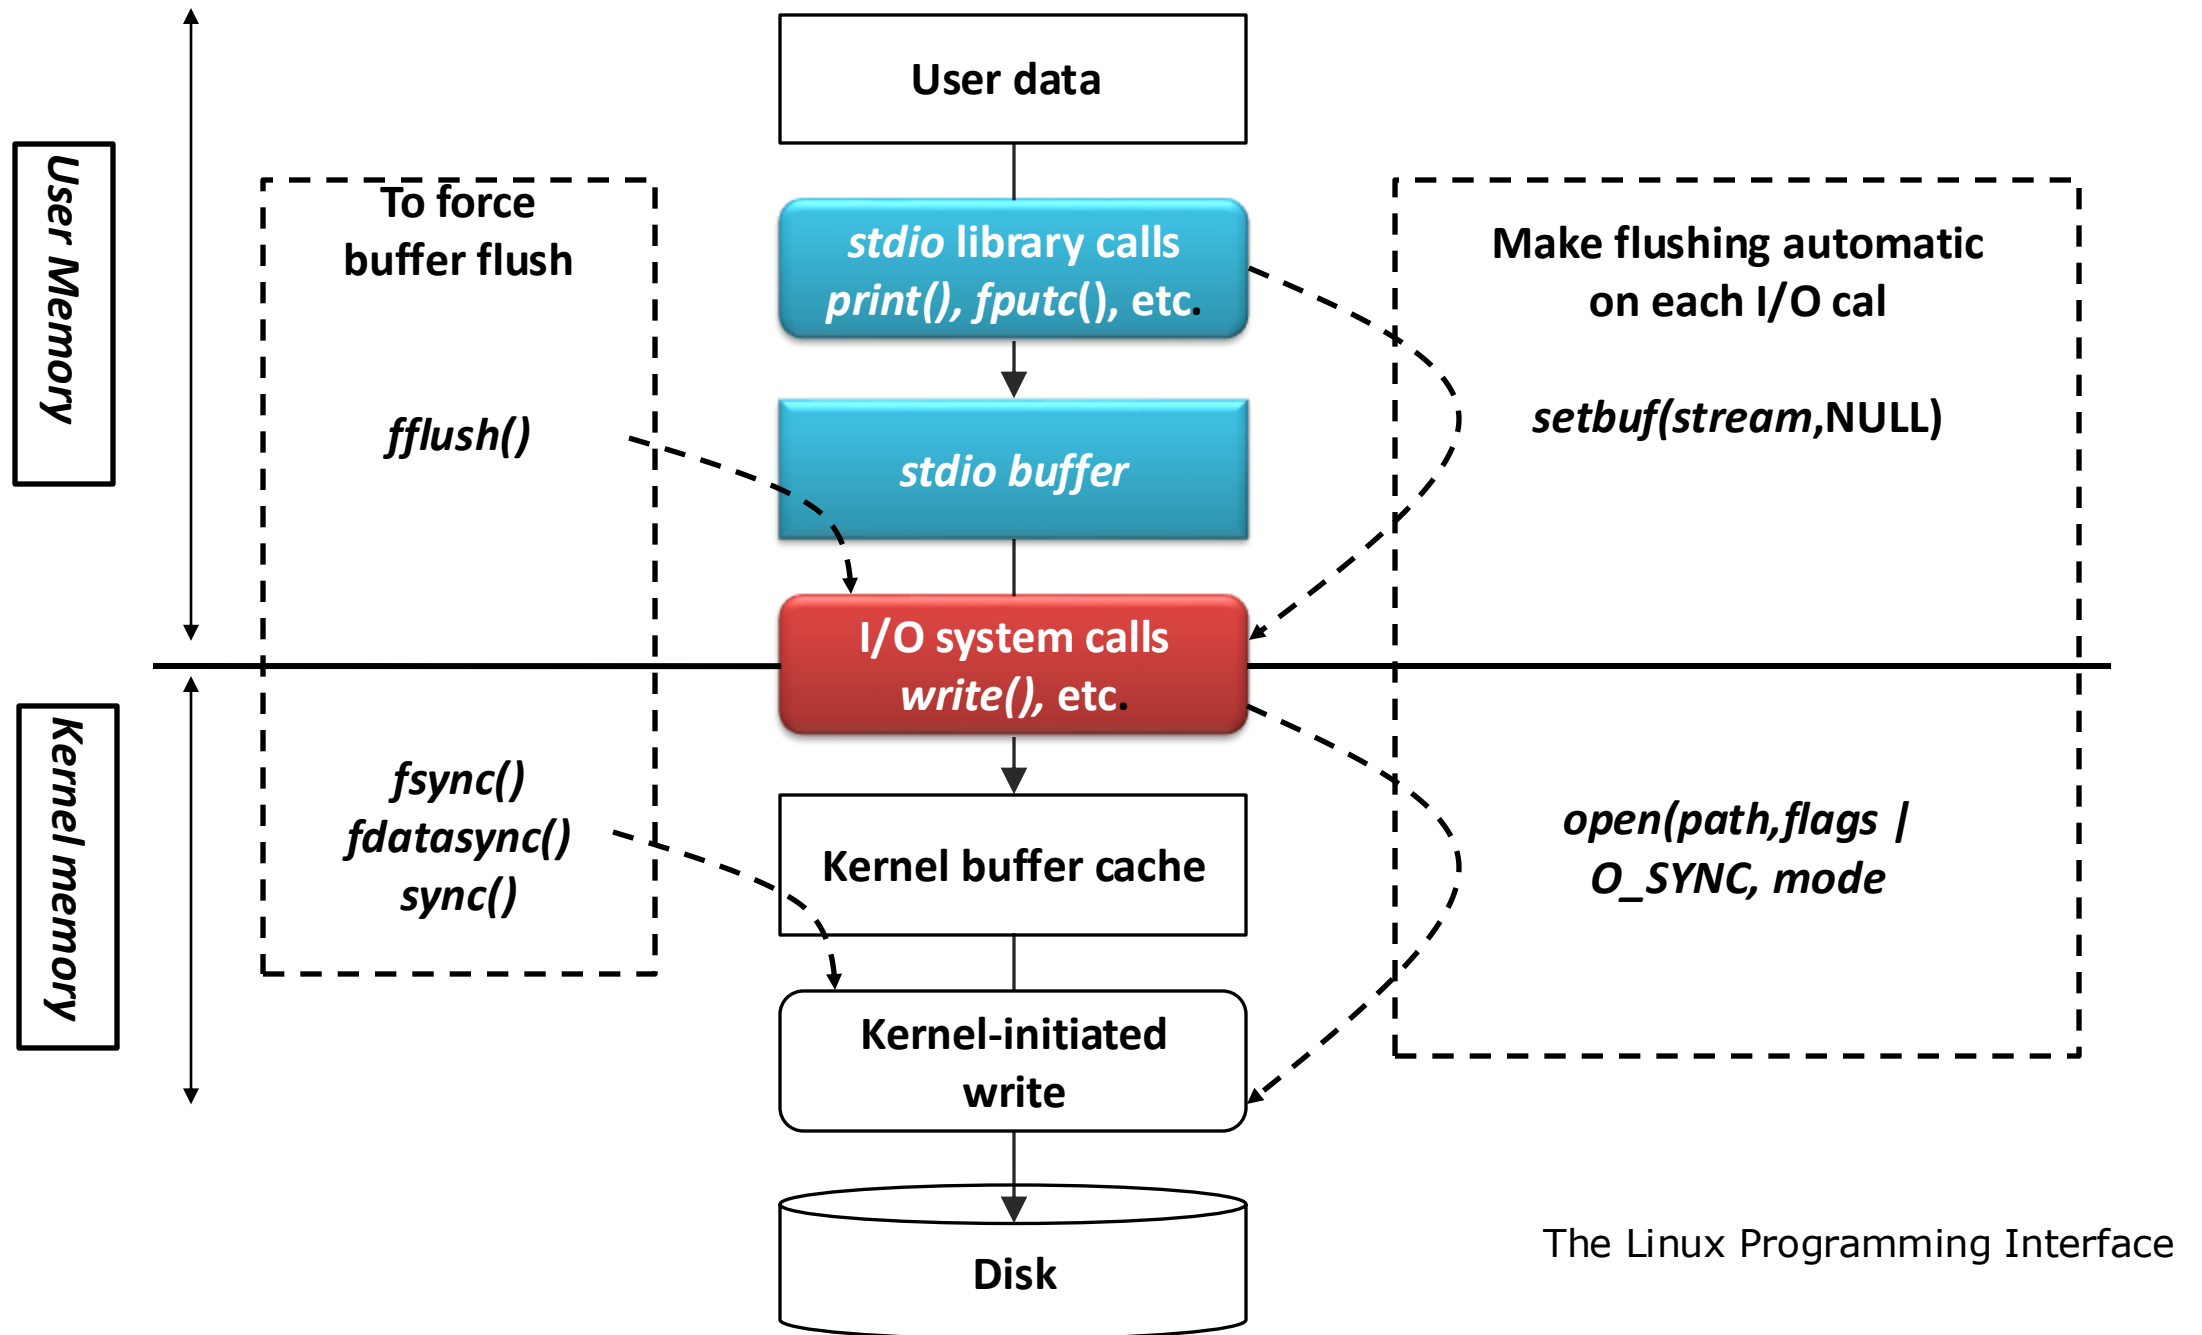 User data
User Memory
To force
buffer flush
stdio library calls
print(), fputc(), etc.
Make flushing automatic
on each I/O cal
fflush()
stdio buffer
setbuf(stream,NULL)
I/O system calls
write(), etc.
Kernel memory
fsync()
fdatasync()
sync()
Kernel buffer cache
open(path,flags |
O_SYNC, mode
Kernel-initiated
write
Disk
The Linux Programming Interface